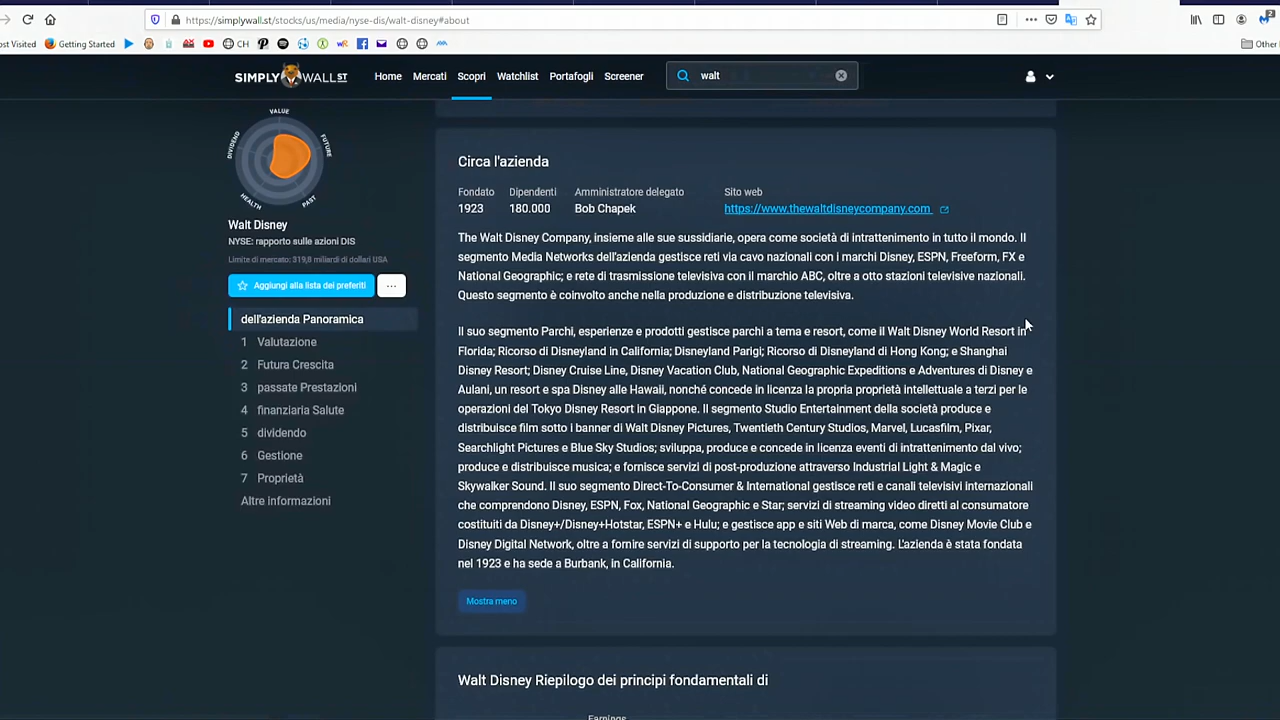 https://simplywall.st/stocks/us/media/nyse-dis/walt-disney#about
ost Visited
Getting Started
CH
Other
SIMPLY WALL ST
Home
Mercati
Scopri
Watchlist
Portafogli
Screener
walt
VALUE
FUTURE
PAST
HEALTH
DIVIDEND
Walt Disney
NYSE: rapporto sulle azioni DIS
Limite di mercato: 319,8 miliardi di dollari USA
Aggiungi alla lista dei preferiti
...
dell'azienda Panoramica
1 Valutazione
2 Futura Crescita
3 passate Prestazioni
4 finanziaria Salute
5 dividendo
6 Gestione
7 Proprietà
Altre informazioni
Circa l'azienda
Fondato Dipendenti Amministratore delegato Sito web
1923 180.000 Bob Chapek https://www.thewaltdisneycompany.com
The Walt Disney Company, insieme alle sue sussidiarie, opera come società di intrattenimento in tutto il mondo. Il
segmento Media Networks dell'azienda gestisce reti via cavo nazionali con i marchi Disney, ESPN, Freeform, FX e
National Geographic; e rete di trasmissione televisiva con il marchio ABC, oltre a otto stazioni televisive nazionali.
Questo segmento è coinvolto anche nella produzione e distribuzione televisiva.
Il suo segmento Parchi, esperienze e prodotti gestisce parchi a tema e resort, come il Walt Disney World Resort in
Florida; Ricorso di Disneyland in California; Disneyland Parigi; Ricorso di Disneyland di Hong Kong; e Shanghai
Disney Resort; Disney Cruise Line, Disney Vacation Club, National Geographic Expeditions e Adventures di Disney e
Aulani, un resort e spa Disney alle Hawaii, nonché concede in licenza la propria proprietà intellettuale a terzi per le
operazioni del Tokyo Disney Resort in Giappone. Il segmento Studio Entertainment della società produce e
distribuisce film sotto i banner di Walt Disney Pictures, Twentieth Century Studios, Marvel, Lucasfilm, Pixar,
Searchlight Pictures e Blue Sky Studios; sviluppa, produce e concede in licenza eventi di intrattenimento dal vivo;
produce e distribuisce musica; e fornisce servizi di post-produzione attraverso Industrial Light & Magic e
Skywalker Sound. Il suo segmento Direct-To-Consumer & International gestisce reti e canali televisivi internazionali
che comprendono Disney, ESPN, Fox, National Geographic e Star; servizi di streaming video diretti al consumatore
costituiti da Disney+/Disney+Hotstar, ESPN+ e Hulu; e gestisce app e siti Web di marca, come Disney Movie Club e
Disney Digital Network, oltre a fornire servizi di supporto per la tecnologia di streaming. L'azienda è stata fondata
nel 1923 e ha sede a Burbank, in California.
Mostra meno
Walt Disney Riepilogo dei principi fondamentali di
Earnings